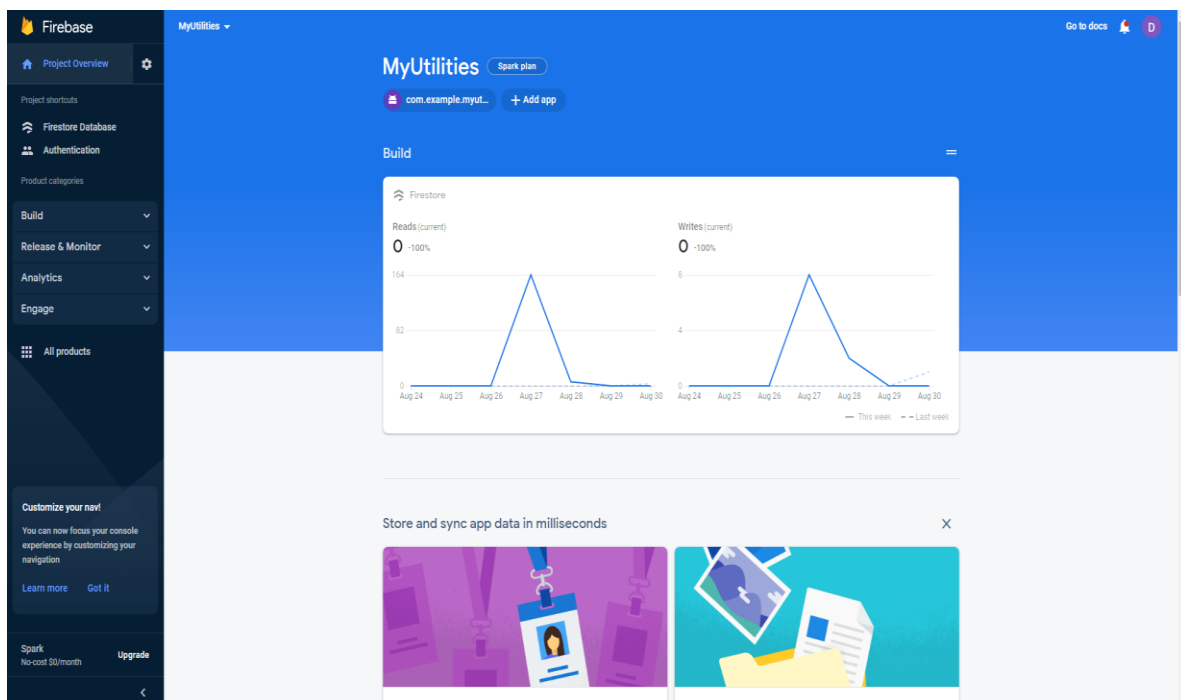 Firebase
MyUtilities
Go to docs
D
Project Overview
Project shortcuts
Firestore Database
Authentication
Product categories
Build
Release & Monitor
Analytics
Engage
All products
Customize your nav!
You can now focus your console
experience by customizing your
navigation
Learn more Got it
Spark
No-cost $0/month
Upgrade
MyUtilities Spark plan
com.example.myut... + Add app
Build
Firestore
Reads (current)
0 -100%
164
82
0
Aug 24 Aug 25 Aug 26 Aug 27 Aug 28 Aug 29 Aug 30
Writes (current)
0 -100%
8
4
0
Aug 24 Aug 25 Aug 26 Aug 27 Aug 28 Aug 29 Aug 30
This week Last week
Store and sync app data in milliseconds